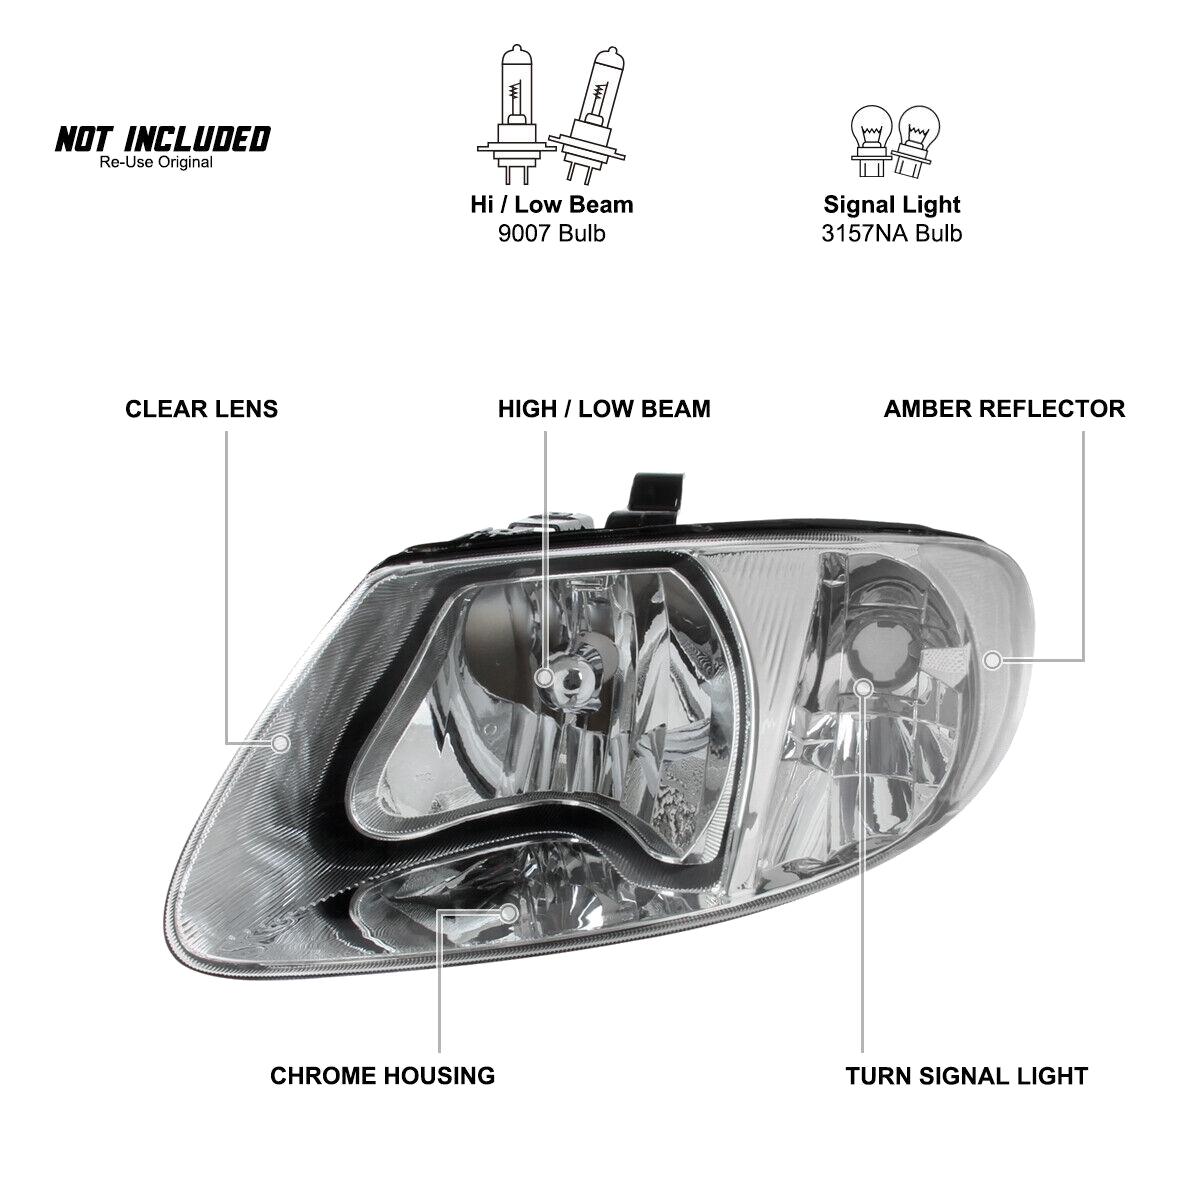 NOT INCLUDED
Re-Use Original
Hi / Low Beam
9007 Bulb
Signal Light
3157NA Bulb
CLEAR LENS
HIGH / LOW BEAM
AMBER REFLECTOR
CHROME HOUSING
TURN SIGNAL LIGHT